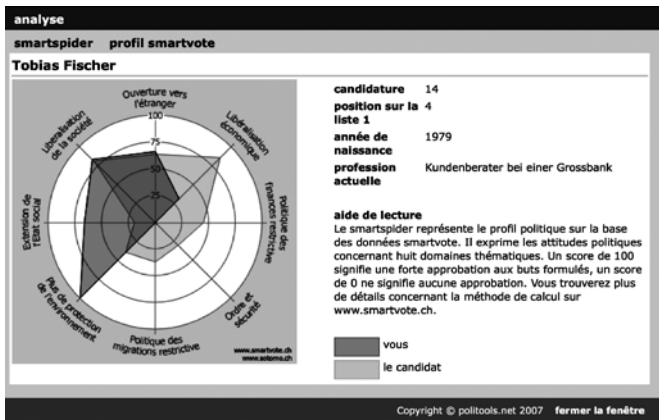 analyse
smartspider profil smartvote
Tobias Fischer
Ouverture vers
l'étranger
Libéralisation
économique
Politique des
finances restrictive
Ordre et
sécurité
Politique des
migrations restrictive
Plus de protection
de l'environnement
Extension de
l'Etat social
Liberalisation
de la société
100
75
50
25
www.smartvote.ch
www.sotomo.ch
candidature 14
position sur la 4
liste 1
année de 1979
naissance
profession Kundenberater bei einer Grossbank
actuelle
aide de lecture
Le smartspider représente le profil politique sur la base
des données smartvote. Il exprime les attitudes politiques
concernant huit domaines thématiques. Un score de 100
signifie une forte approbation aux buts formulés, un score
de 0 ne signifie aucune approbation. Vous trouverez plus
de détails concernant la méthode de calcul sur
www.smartvote.ch.
vous
le candidat
Copyright © politools.net 2007 fermer la fenêtre